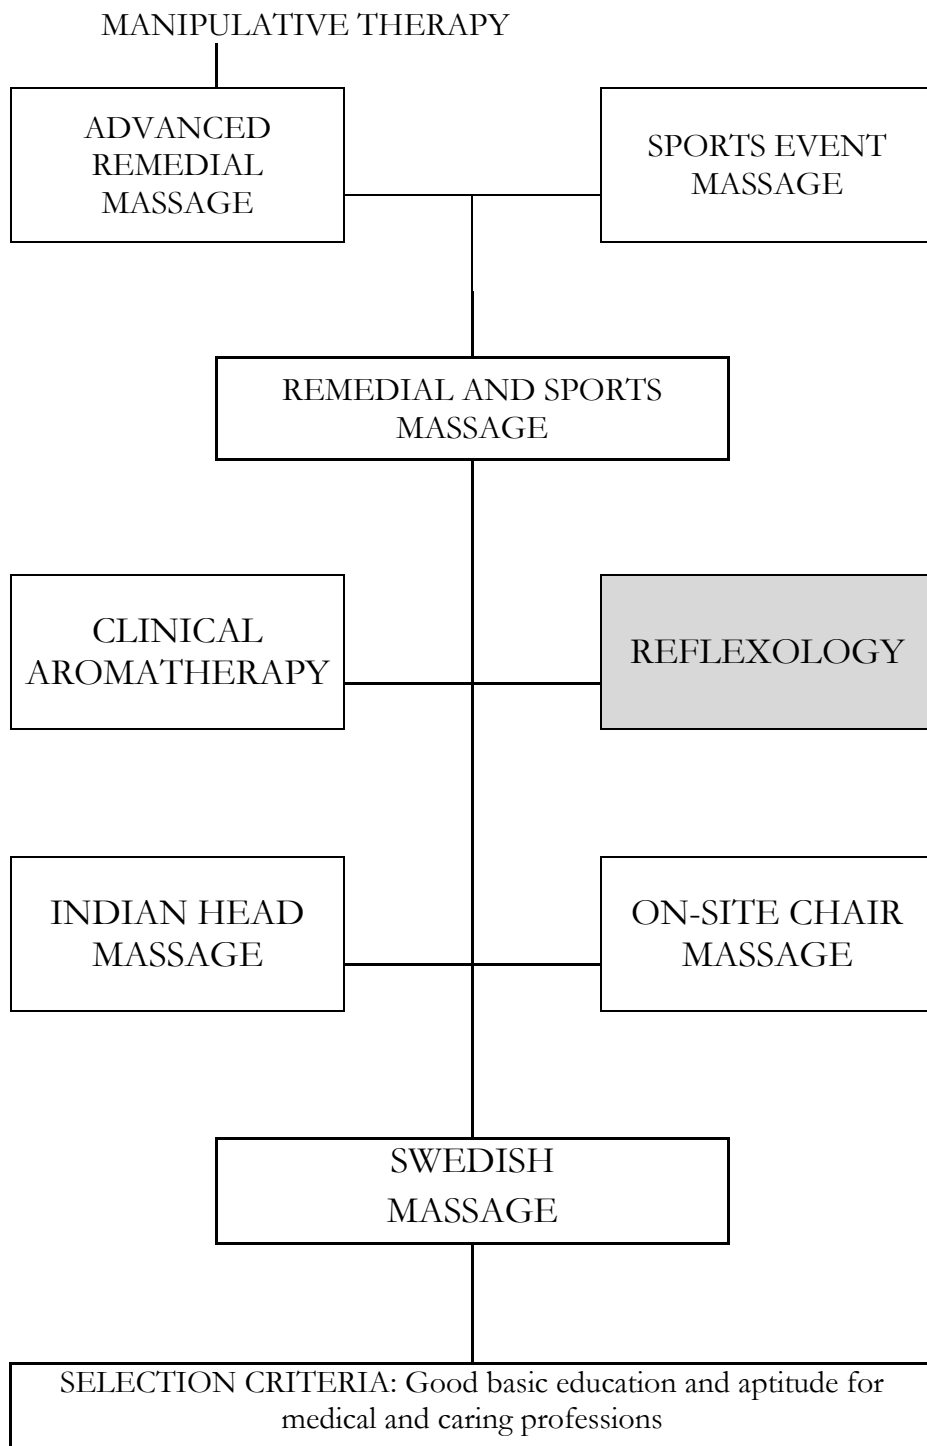 MANIPULATIVE THERAPY
ADVANCED
REMEDIAL
MASSAGE
SPORTS EVENT
MASSAGE
REMEDIAL AND SPORTS
MASSAGE
CLINICAL
AROMATHERAPY
REFLEXOLOGY
INDIAN HEAD
MASSAGE
ON-SITE CHAIR
MASSAGE
SWEDISH
MASSAGE
SELECTION CRITERIA: Good basic education and aptitude for
medical and caring professions